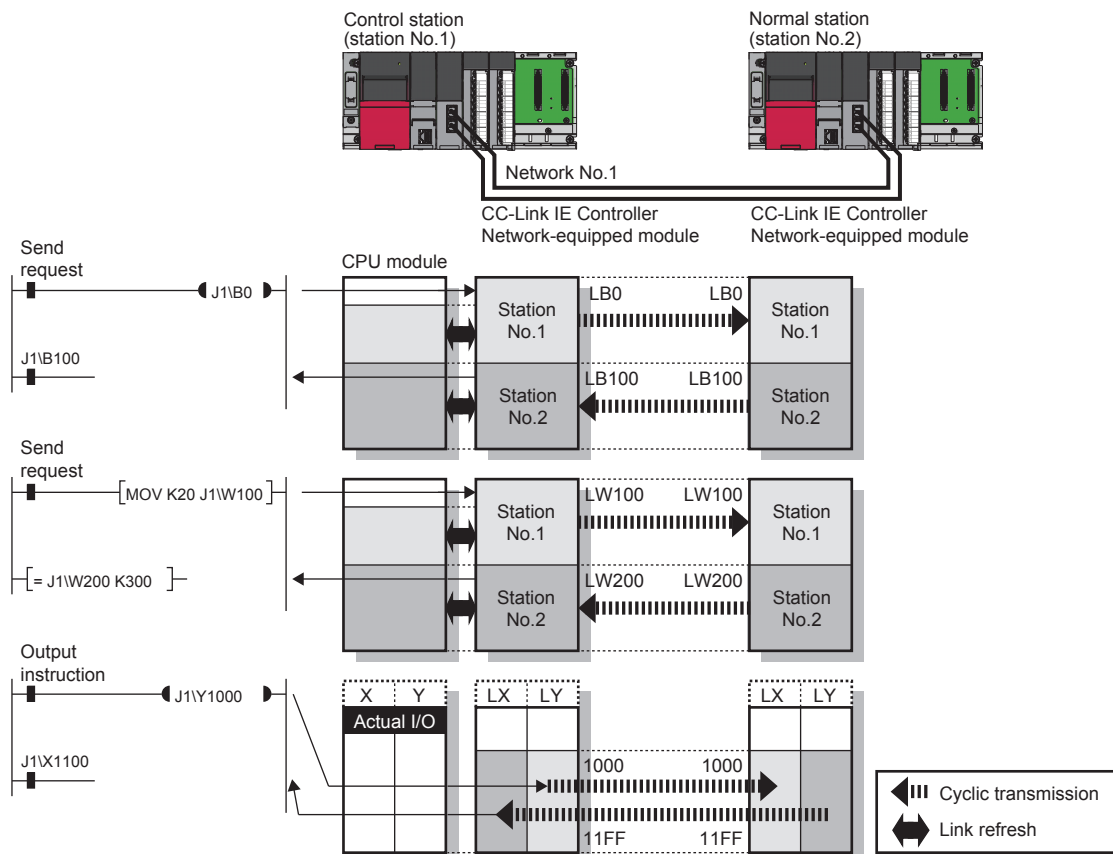 Control station
(station No.1)
Normal station
(station No.2)
Network No.1
CC-Link IE Controller
Network-equipped module
CC-Link IE Controller
Network-equipped module
Send
request
J1\B0
J1\B100
CPU module
Station
No.1
LB0
LB0
Station
No.1
Station
No.2
LB100
LB100
Station
No.2
Send
request
MOV K20 J1\W100
= J1\W200 K300
Station
No.1
LW100
LW100
Station
No.1
Station
No.2
LW200
LW200
Station
No.2
Output
instruction
J1\Y1000
J1\X1100
X Y
Actual I/O
LX LY
LX LY
1000
1000
11FF
11FF
Cyclic transmission
Link refresh